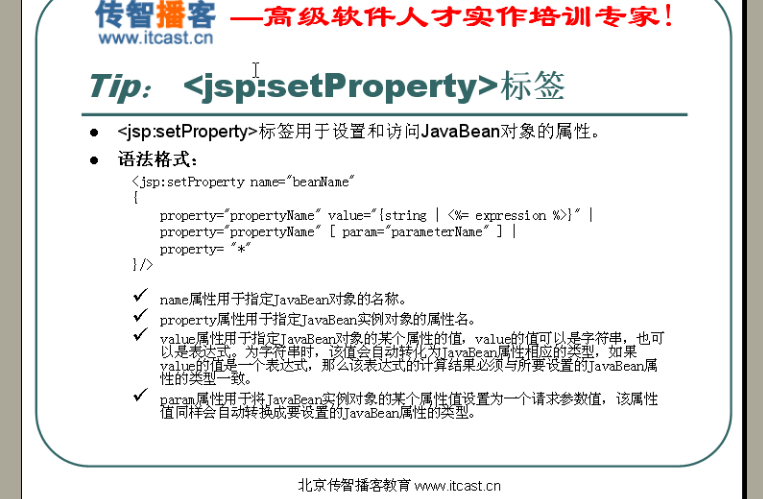 传智播客 —高级软件人才实作培训专家!
www.itcast.cn
Tip: <jsp:setProperty>标签
● <jsp:setProperty>标签用于设置和访问JavaBean对象的属性。
● 语法格式:
<jsp:setProperty name="beanName"
{
property="propertyName" value="{string | <%= expression %>}" |
property="propertyName" [ param="parameterName" ] |
property= "*"
}/>
✓ name属性用于指定JavaBean对象的名称。
✓ property属性用于指定JavaBean实例对象的属性名。
✓ value属性用于指定JavaBean对象的某个属性的值，value的值可以是字符串，也可
以是表达式。为字符串时，该值会自动转化为JavaBean属性相应的类型，如果
value的值是一个表达式，那么该表达式的计算结果必须与所要设置的JavaBean属
性的类型一致。
✓ param属性用于将JavaBean实例对象的某个属性值设置为一个请求参数值，该属性
值同样会自动转换成要设置的JavaBean属性的类型。
北京传智播客教育 www.itcast.cn